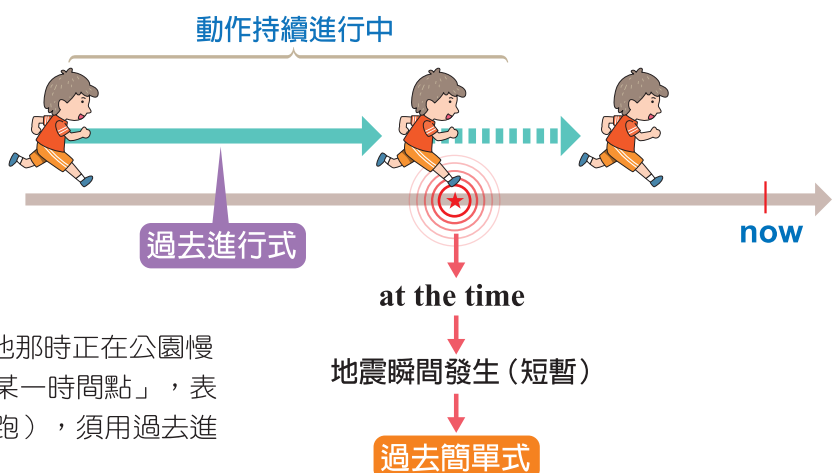 動作持續進行中
過去進行式
now
at the time
他那時正在公園慢
某一時間點」，表
跑），須用過去進
地震瞬間發生（短暫）
過去簡單式